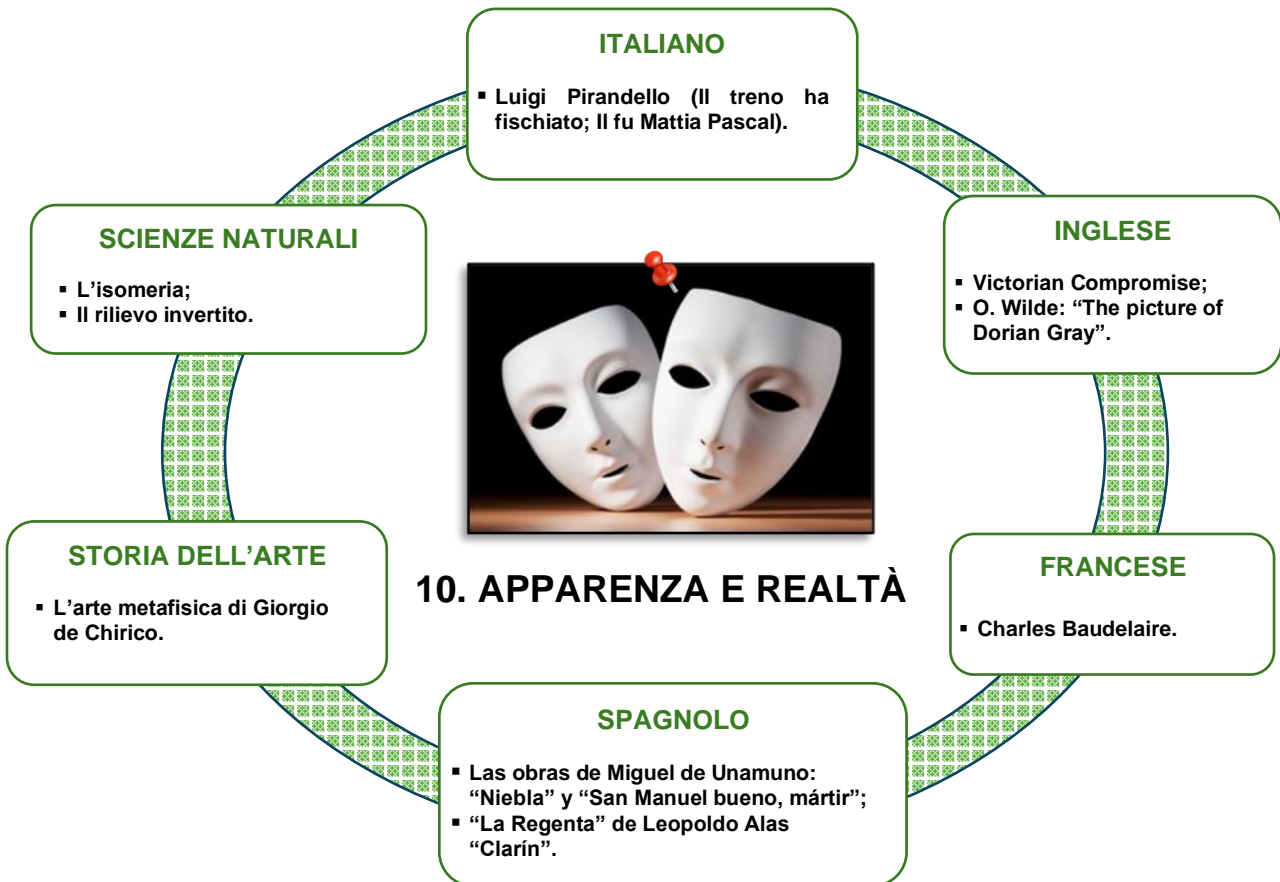 ITALIANO
▪ Luigi Pirandello (Il treno ha
fischiato; Il fu Mattia Pascal).
SCIENZE NATURALI
▪ L’isomeria;
▪ Il rilievo invertito.
INGLESE
▪ Victorian Compromise;
▪ O. Wilde: “The picture of
Dorian Gray”.
STORIA DELL’ARTE
▪ L’arte metafisica di Giorgio
de Chirico.
10. APPARENZA E REALTÀ
FRANCESE
▪ Charles Baudelaire.
SPAGNOLO
▪ Las obras de Miguel de Unamuno:
“Niebla” y “San Manuel bueno, mártir”;
▪ “La Regenta” de Leopoldo Alas
“Clarín”.